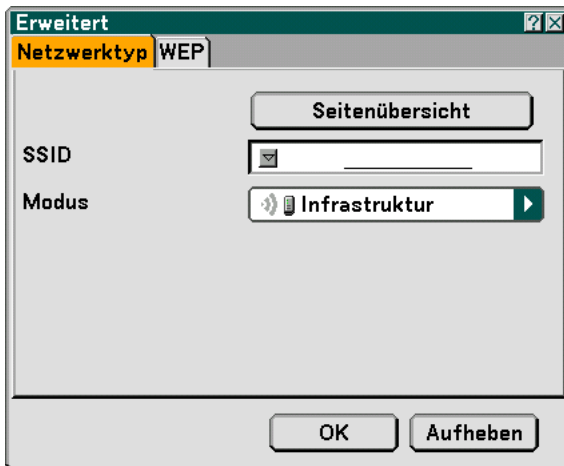 Erweitert
Netzwerktyp WEP
Seitenübersicht
SSID
Modus Infrastruktur
OK Aufheben